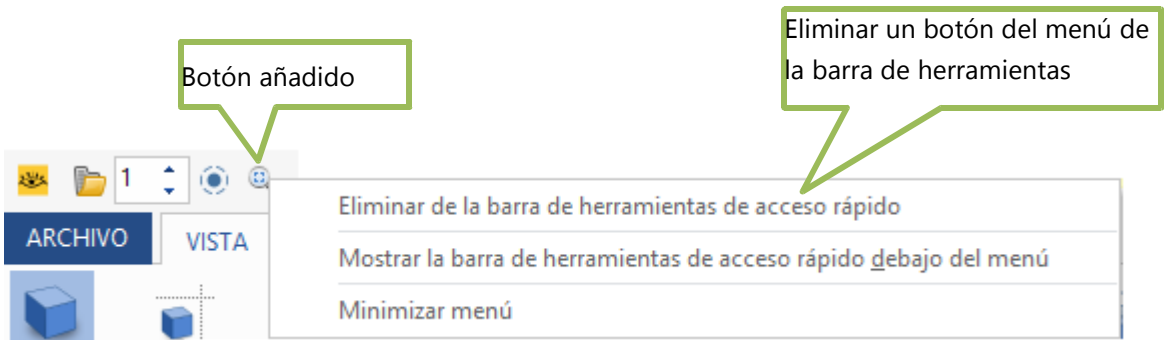 Eliminar un botón del menú de
la barra de herramientas
Botón añadido
1
Eliminar de la barra de herramientas de acceso rápido
ARCHIVO VISTA
Mostrar la barra de herramientas de acceso rápido debajo del menú
Minimizar menú